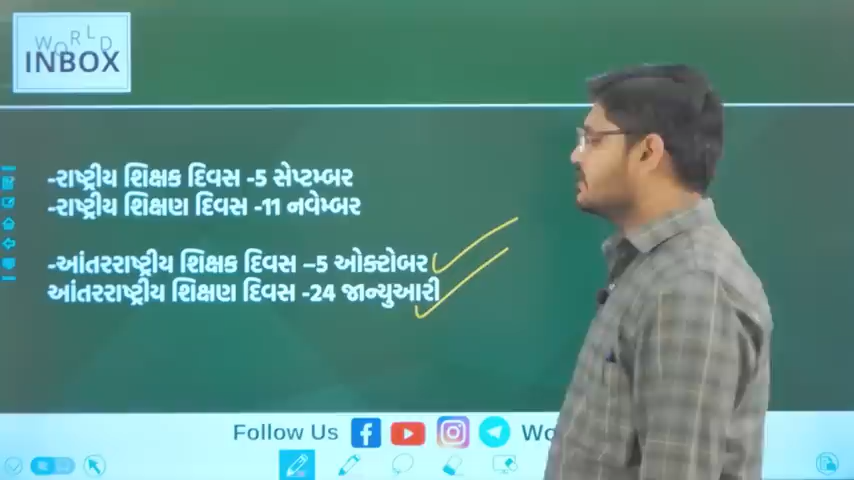 WORLD
INBOX
-રાષ્ટ્રીય શિક્ષક દિવસ -5 સેપ્ટમ્બર
-રાષ્ટ્રીય શિક્ષણ દિવસ -11 નવેમ્બર
-આંતરરાષ્ટ્રીય શિક્ષક દિવસ –5 ઓક્ટોબર
આંતરરાષ્ટ્રીય શિક્ષણ દિવસ -24 જાન્યુઆરી
Follow Us